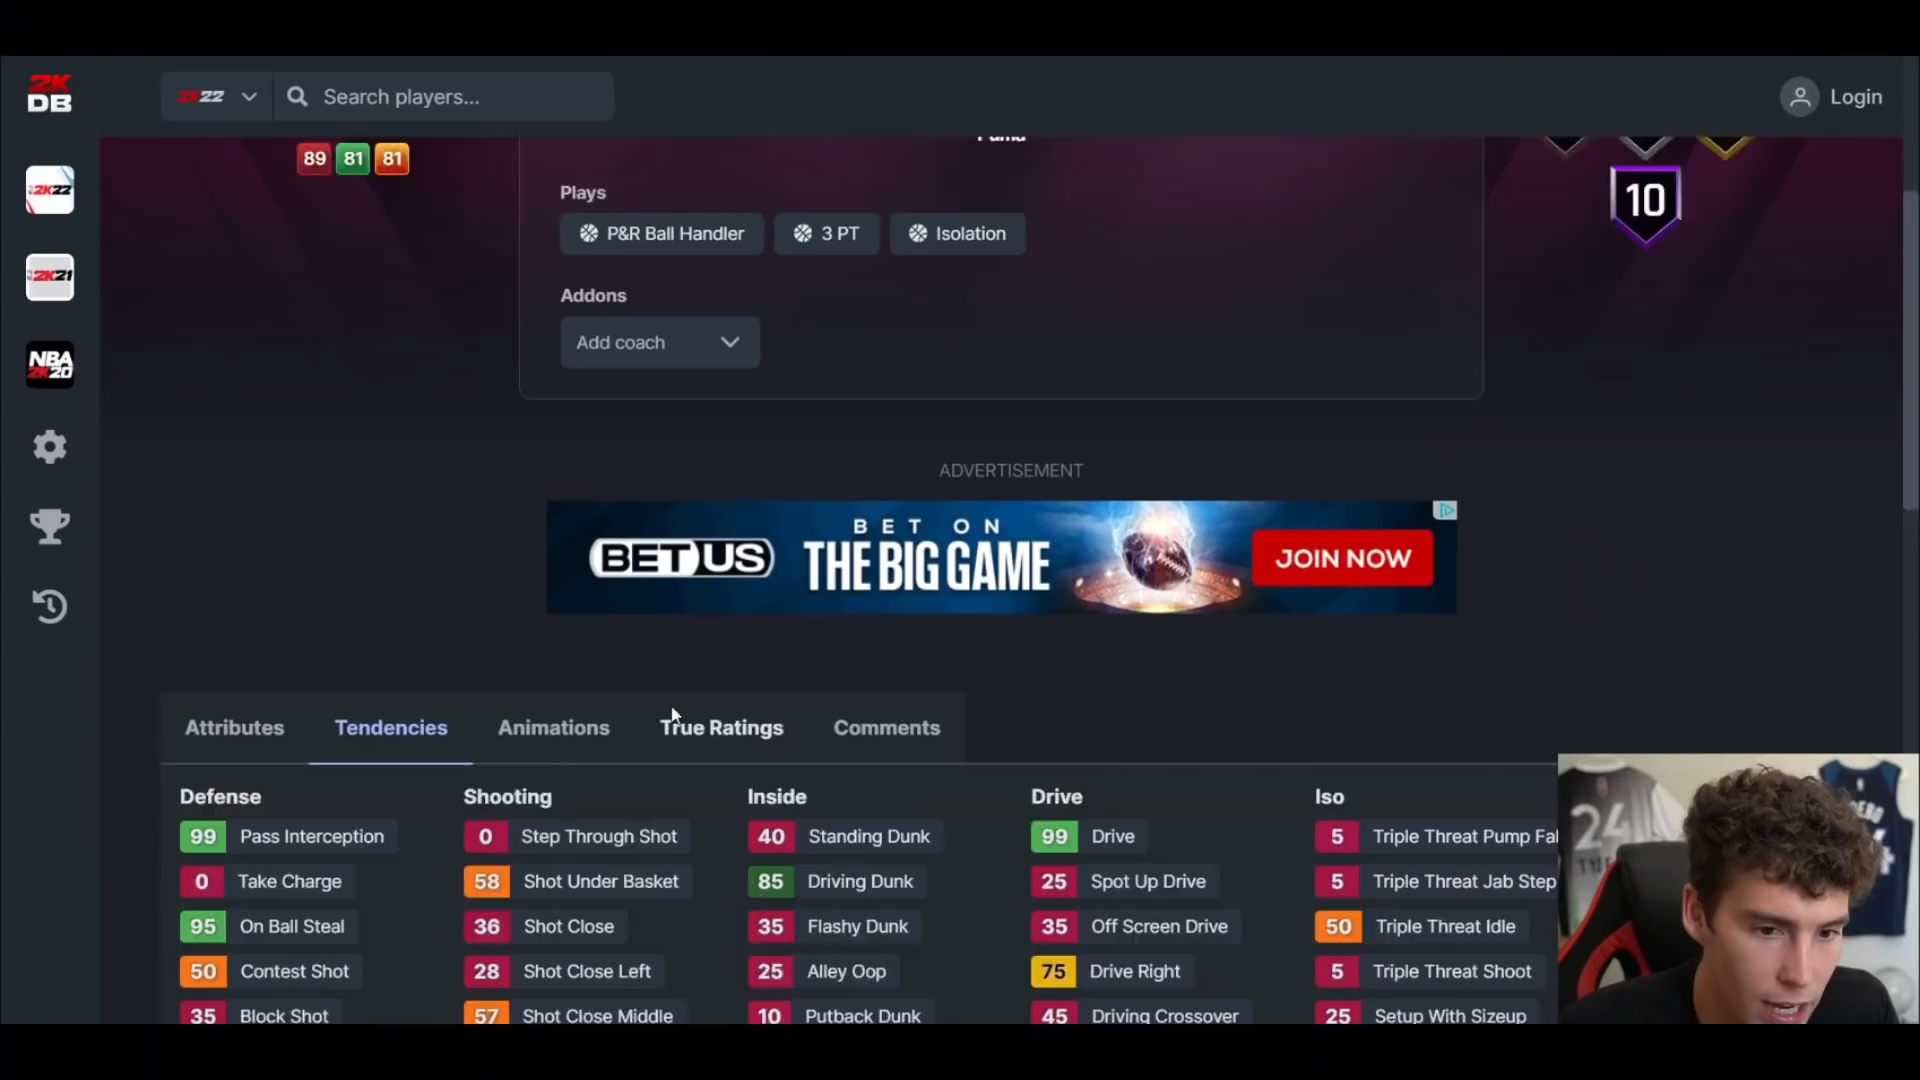 2K
DB
2K22
Search players...
Login
2K22
2K21
NBA
2K20
89 81 81
Puma
10
Plays
P&R Ball Handler
3 PT
Isolation
Addons
Add coach
ADVERTISEMENT
BETUS
BET ON
THE BIG GAME
JOIN NOW
Attributes
Tendencies
Animations
True Ratings
Comments
Defense
99 Pass Interception
0 Take Charge
95 On Ball Steal
50 Contest Shot
35 Block Shot
Shooting
0 Step Through Shot
58 Shot Under Basket
36 Shot Close
28 Shot Close Left
57 Shot Close Middle
Inside
40 Standing Dunk
85 Driving Dunk
35 Flashy Dunk
25 Alley Oop
10 Putback Dunk
Drive
99 Drive
25 Spot Up Drive
35 Off Screen Drive
75 Drive Right
45 Driving Crossover
Iso
5 Triple Threat Pump Fa
5 Triple Threat Jab Step
50 Triple Threat Idle
5 Triple Threat Shoot
25 Setup With Sizeup
24